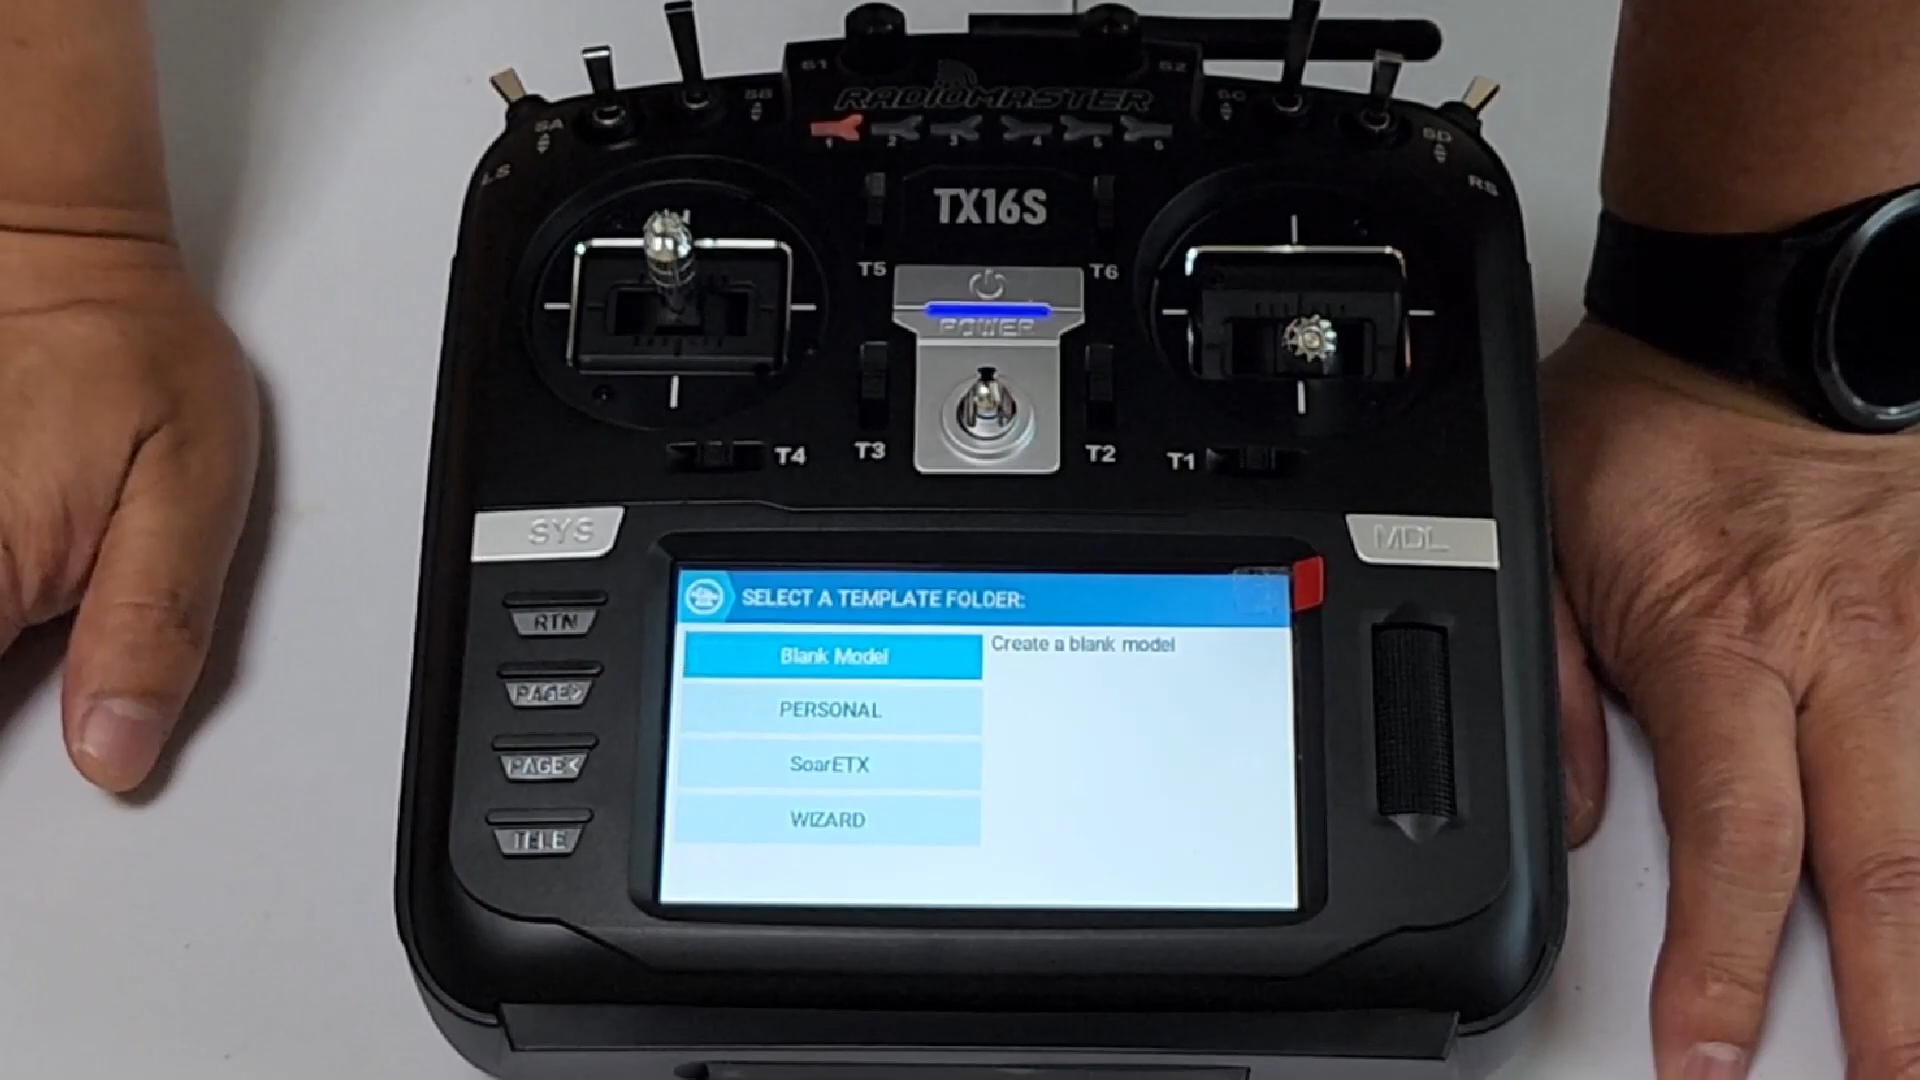 S1
S2
RADIOMASTER
SA
SB
SC
SD
LS
RS
1 2 3 4 5 6
TX16S
T5
T6
POWER
T4
T3
T2
T1
SYS
MDL
RTN
PAGE>
PAGE<
TELE
SELECT A TEMPLATE FOLDER:
Blank Model
Create a blank model
PERSONAL
SoarETX
WIZARD